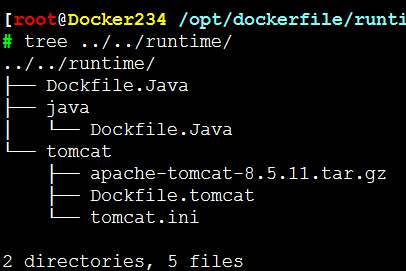 [root@Docker234 /opt/dockerfile/runti
# tree ../../runtime/
../../runtime/
├── Dockfile.Java
├── java
│   └── Dockfile.Java
└── tomcat
    ├── apache-tomcat-8.5.11.tar.gz
    ├── Dockfile.tomcat
    └── tomcat.ini
2 directories, 5 files